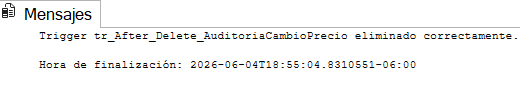 Mensajes
Trigger tr_After_Delete_AuditoriaCambioPrecio eliminado correctamente.
Hora de finalización: 2026-06-04T18:55:04.8310551-06:00